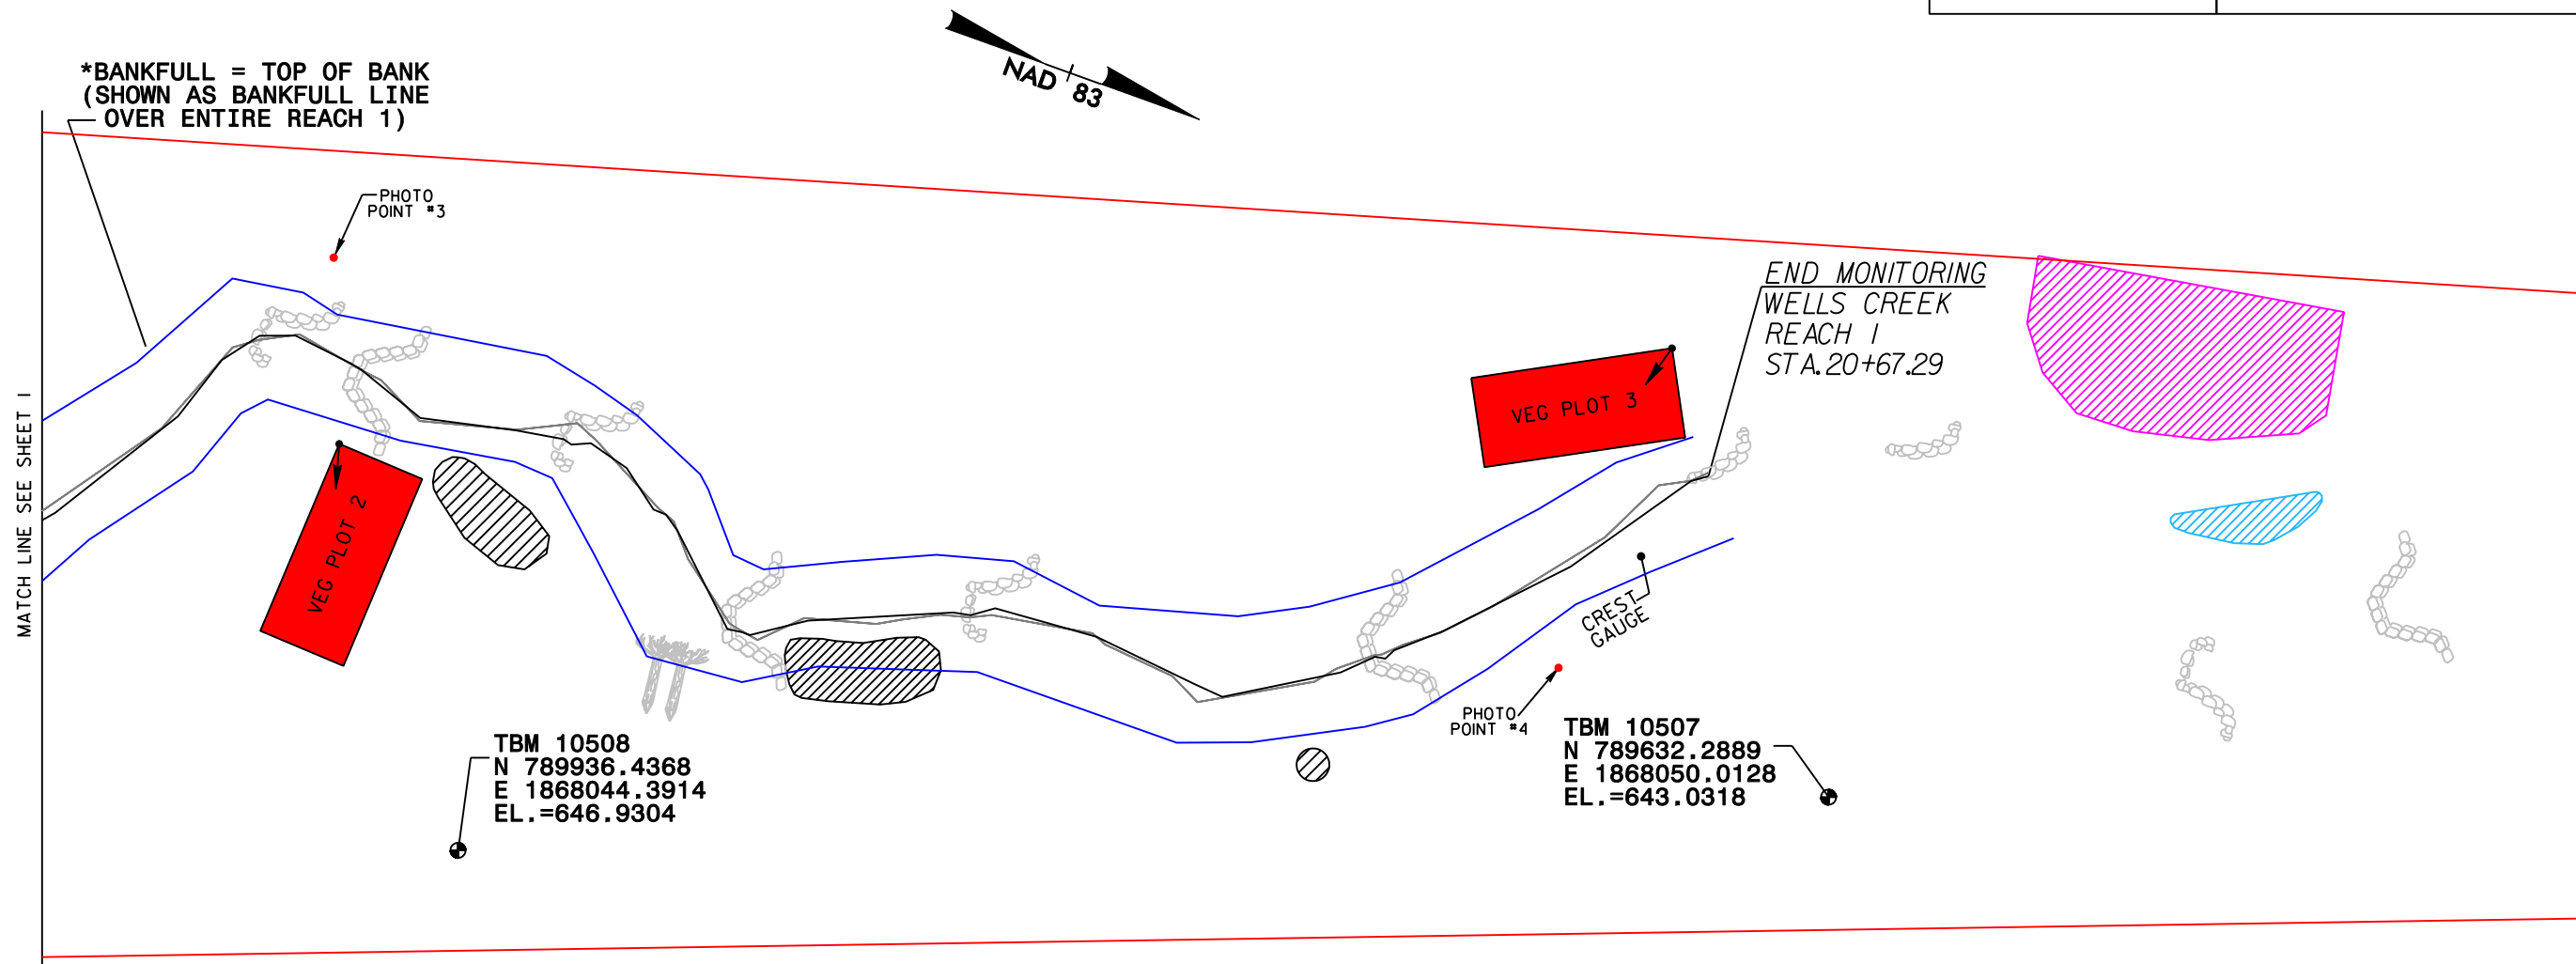 *BANKFULL = TOP OF BANK
(SHOWN AS BANKFULL LINE
OVER ENTIRE REACH 1)
NAD 83
PHOTO
POINT #3
END MONITORING
WELLS CREEK
REACH 1
STA.20+67.29
VEG PLOT 3
MATCH LINE SEE SHEET 1
VEG PLOT 2
CREST
GAUGE
PHOTO
POINT #4
TBM 10508
N 789936.4368
E 1868044.3914
EL.=646.9304
TBM 10507
N 789632.2889
E 1868050.0128
EL.=643.0318